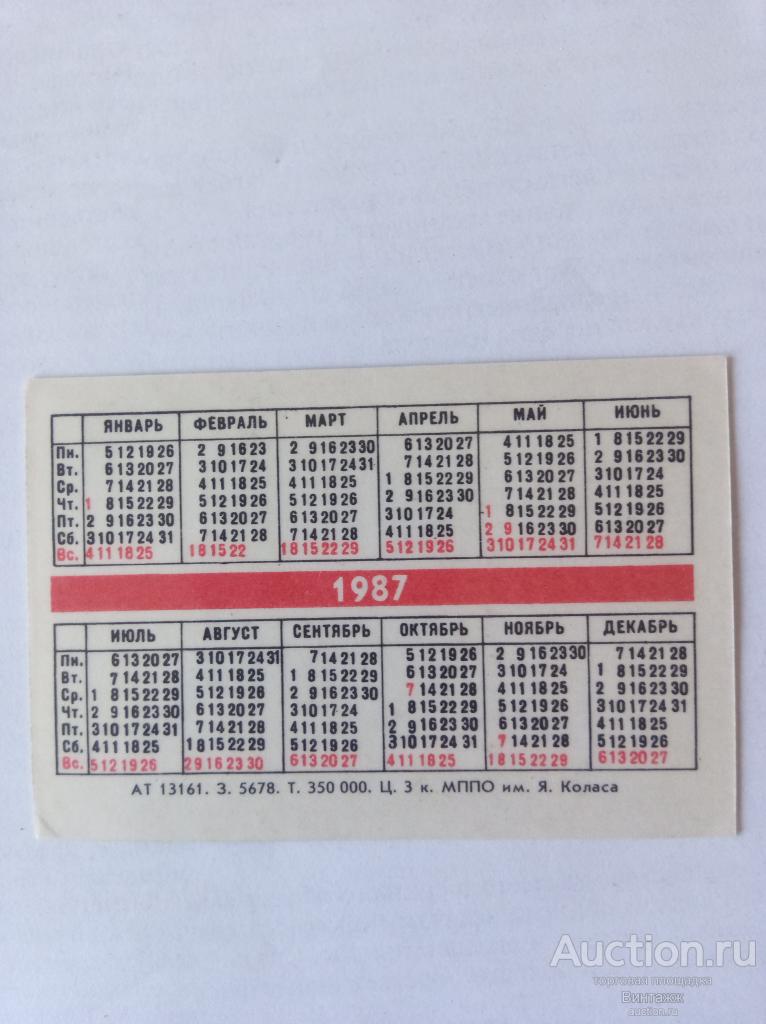 ЯНВАРЬ ФЕВРАЛЬ МАРТ АПРЕЛЬ МАЙ ИЮНЬ
Пн. 5 12 19 26 2 9 16 23 2 9 16 23 30 6 13 20 27 4 11 18 25 1 8 15 22 29
Вт. 6 13 20 27 3 10 17 24 3 10 17 24 31 7 14 21 28 5 12 19 26 2 9 16 23 30
Ср. 7 14 21 28 4 11 18 25 4 11 18 25 1 8 15 22 29 6 13 20 27 3 10 17 24
Чт. 1 8 15 22 29 5 12 19 26 5 12 19 26 2 9 16 23 30 7 14 21 28 4 11 18 25
Пт. 2 9 16 23 30 6 13 20 27 6 13 20 27 3 10 17 24 1 8 15 22 29 5 12 19 26
Сб. 3 10 17 24 31 7 14 21 28 7 14 21 28 4 11 18 25 2 9 16 23 30 6 13 20 27
Вс. 4 11 18 25 1 8 15 22 1 8 15 22 29 5 12 19 26 3 10 17 24 31 7 14 21 28
1987
ИЮЛЬ АВГУСТ СЕНТЯБРЬ ОКТЯБРЬ НОЯБРЬ ДЕКАБРЬ
Пн. 6 13 20 27 3 10 17 24 31 7 14 21 28 5 12 19 26 2 9 16 23 30 7 14 21 28
Вт. 7 14 21 28 4 11 18 25 1 8 15 22 29 6 13 20 27 3 10 17 24 1 8 15 22 29
Ср. 1 8 15 22 29 5 12 19 26 2 9 16 23 30 7 14 21 28 4 11 18 25 2 9 16 23 30
Чт. 2 9 16 23 30 6 13 20 27 3 10 17 24 1 8 15 22 29 5 12 19 26 3 10 17 24 31
Пт. 3 10 17 24 31 7 14 21 28 4 11 18 25 2 9 16 23 30 6 13 20 27 4 11 18 25
Сб. 4 11 18 25 1 8 15 22 29 5 12 19 26 3 10 17 24 31 7 14 21 28 5 12 19 26
Вс. 5 12 19 26 2 9 16 23 30 6 13 20 27 4 11 18 25 1 8 15 22 29 6 13 20 27
АТ 13161. З. 5678. Т. 350 000. Ц. 3 к. МППО им. Я. Коласа
Auction.ru
торговая площадка
Винтажж
auction.ru